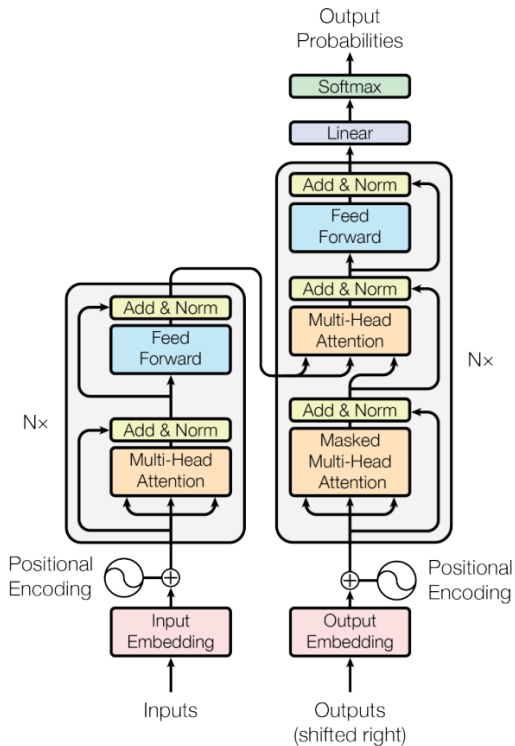 Output
Probabilities
Softmax
Linear
Add & Norm
Feed
Forward
Add & Norm
Multi-Head
Attention
Nx
Add & Norm
Masked
Multi-Head
Attention
Add & Norm
Feed
Forward
Nx
Add & Norm
Multi-Head
Attention
Positional
Encoding
Positional
Encoding
Input
Embedding
Output
Embedding
Inputs
Outputs
(shifted right)